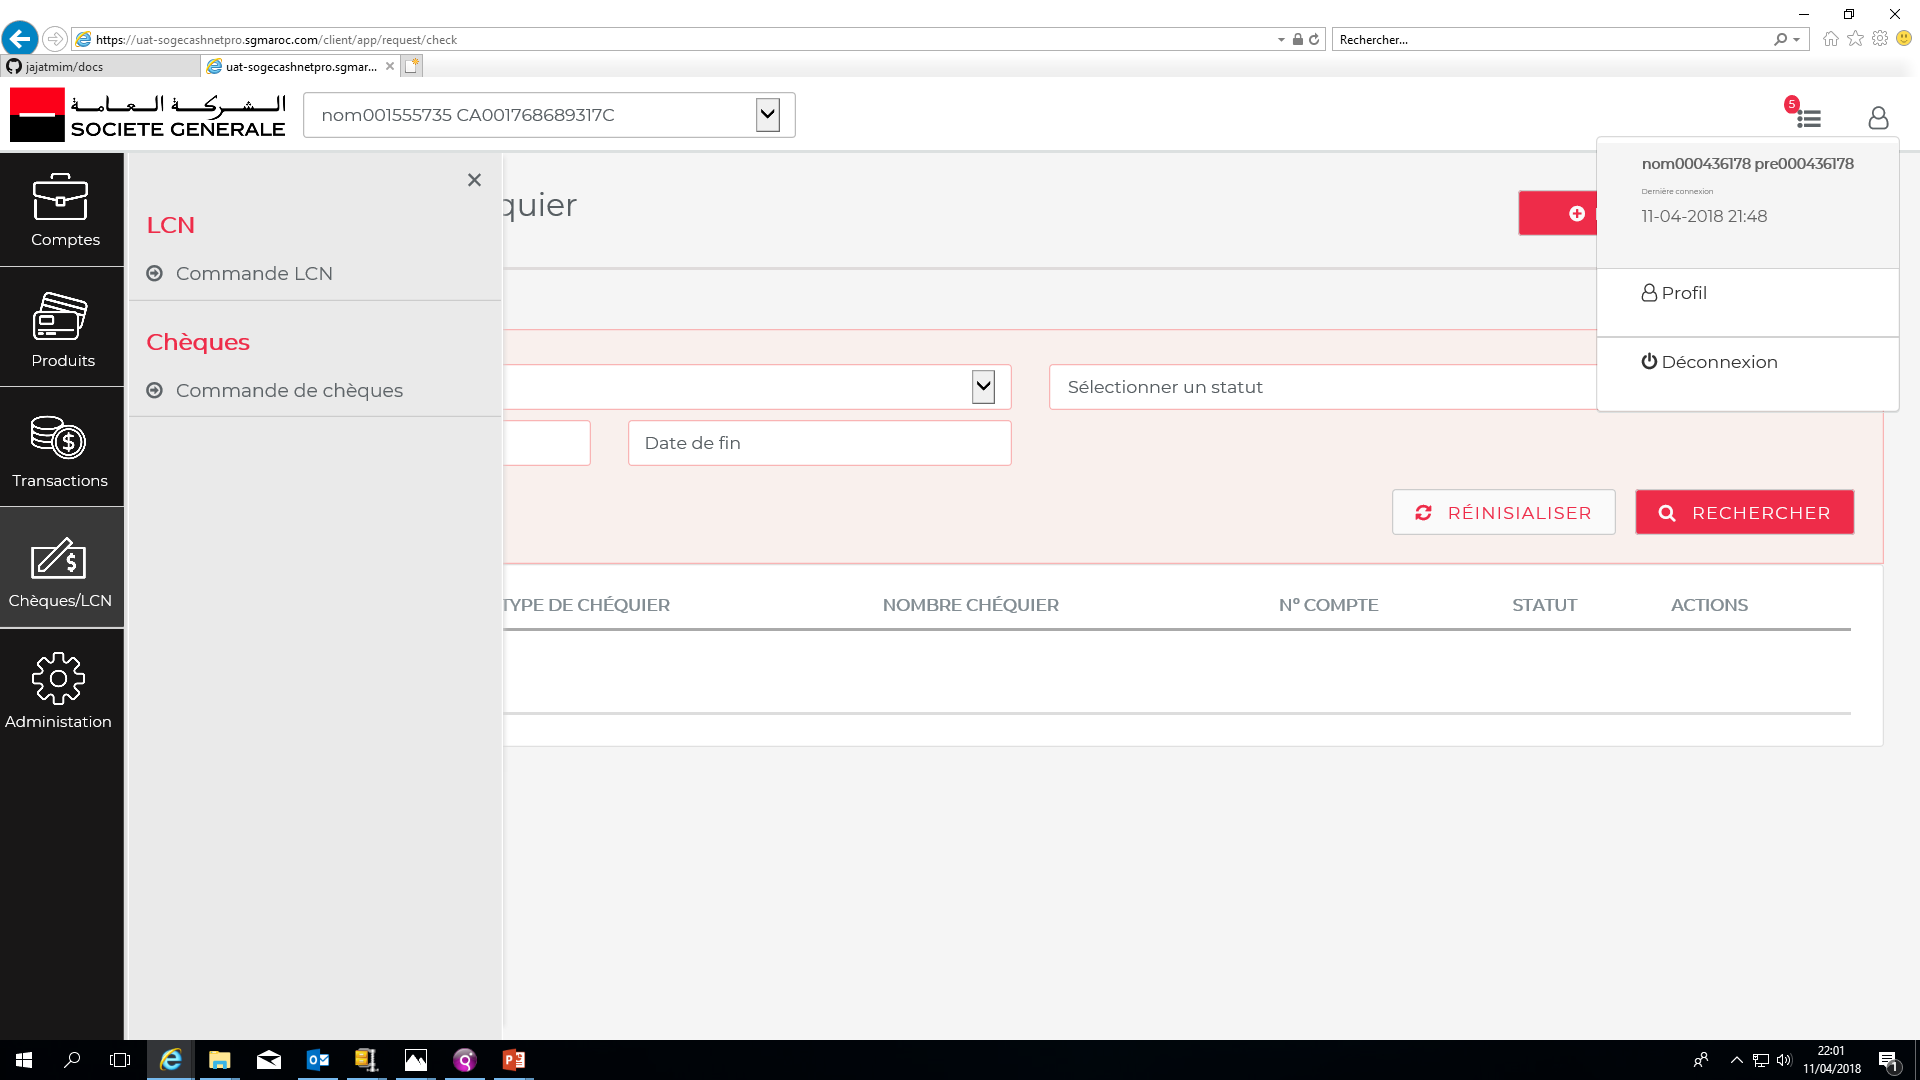 https://uat-sogecashnetpro.sgmaroc.com/client/app/request/check
Rechercher...
jajatmim/docs
uat-sogecashnetpro.sgmar...
الشركة العامة
SOCIETE GENERALE
nom001555735 CA001768689317C
5
nom000436178 pre000436178
Dernière connexion
11-04-2018 21:48
Profil
Déconnexion
Comptes
Produits
Transactions
Chèques/LCN
Administation
LCN
Commande LCN
Chèques
Commande de chèques
quier
Sélectionner un statut
Date de fin
RÉINISIALISER
RECHERCHER
TYPE DE CHÉQUIER
NOMBRE CHÉQUIER
N° COMPTE
STATUT
ACTIONS
22:01
11/04/2018
1